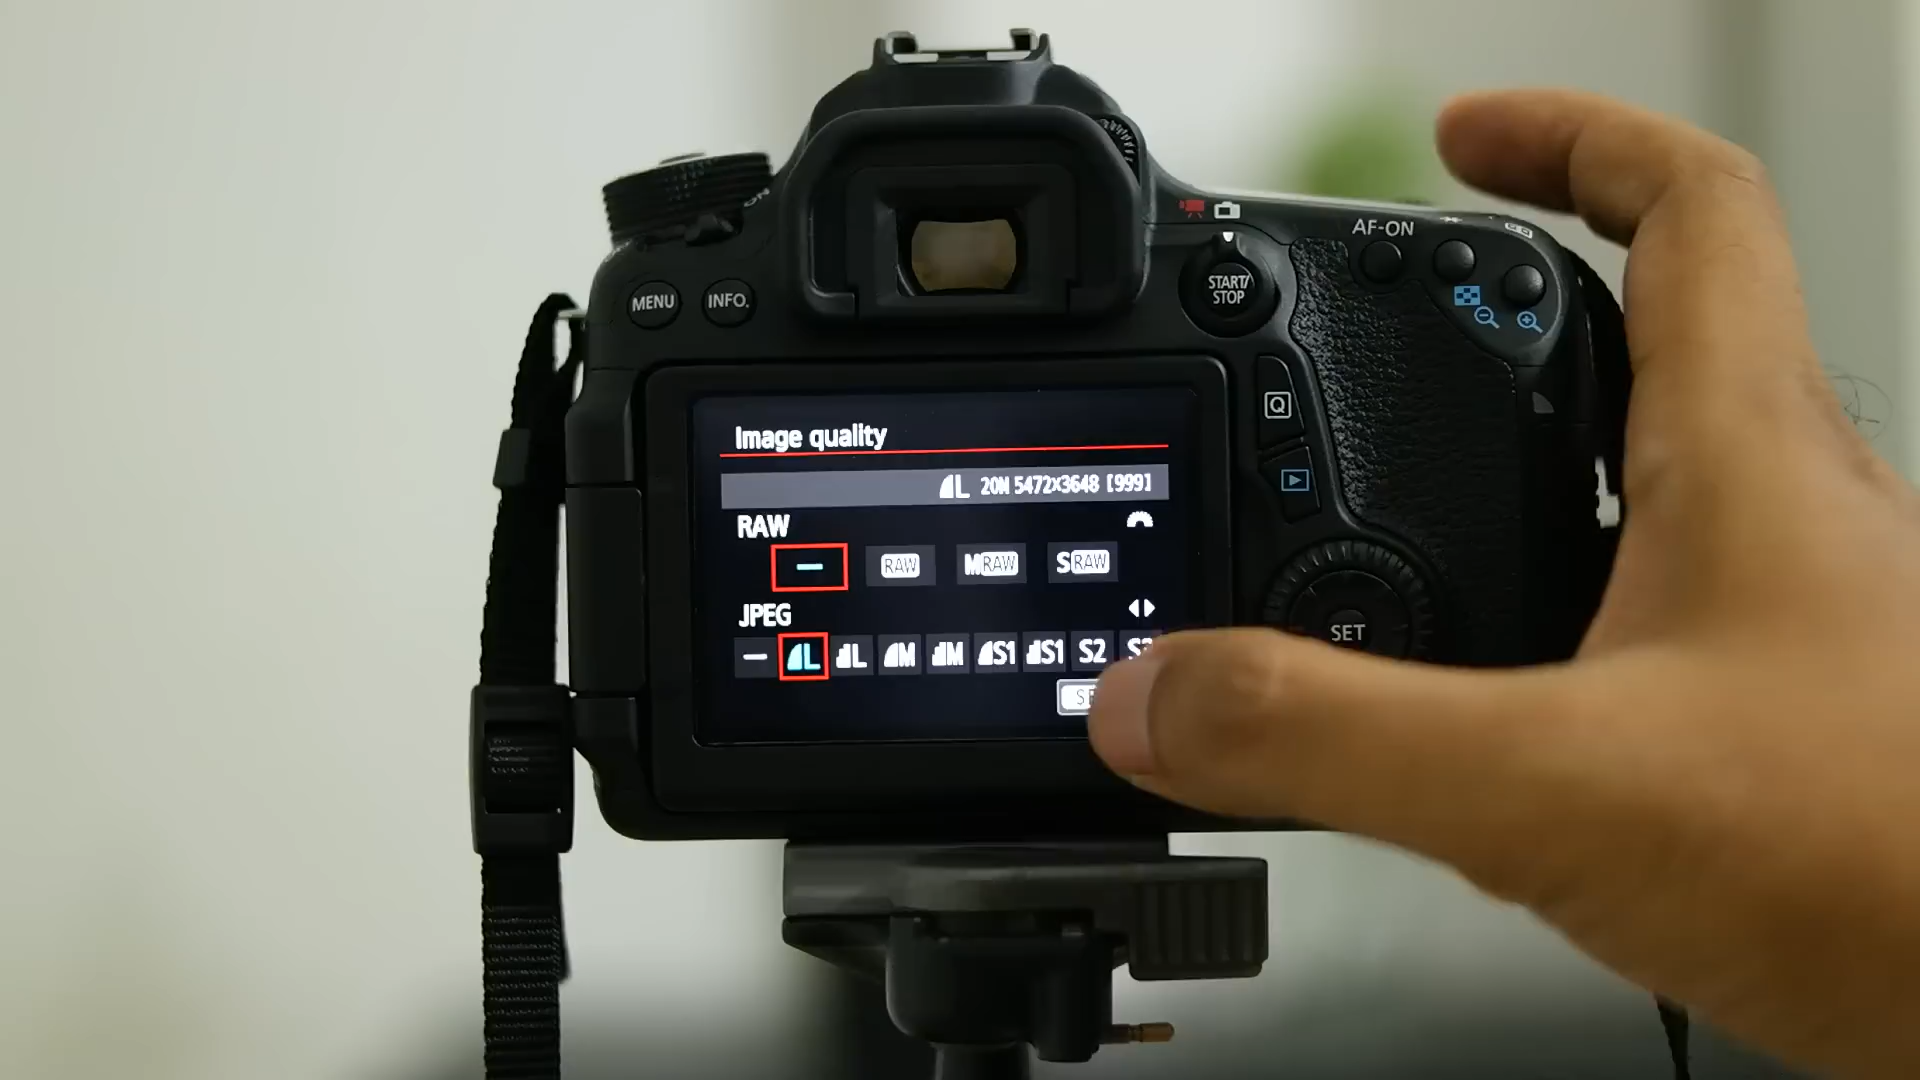 ON
MENU INFO.
START/
STOP
AF-ON
Q
Image quality
L 20M 5472x3648 [999]
RAW
— RAW MRAW SRAW
JPEG
— L L M M S1 S1 S2
SET